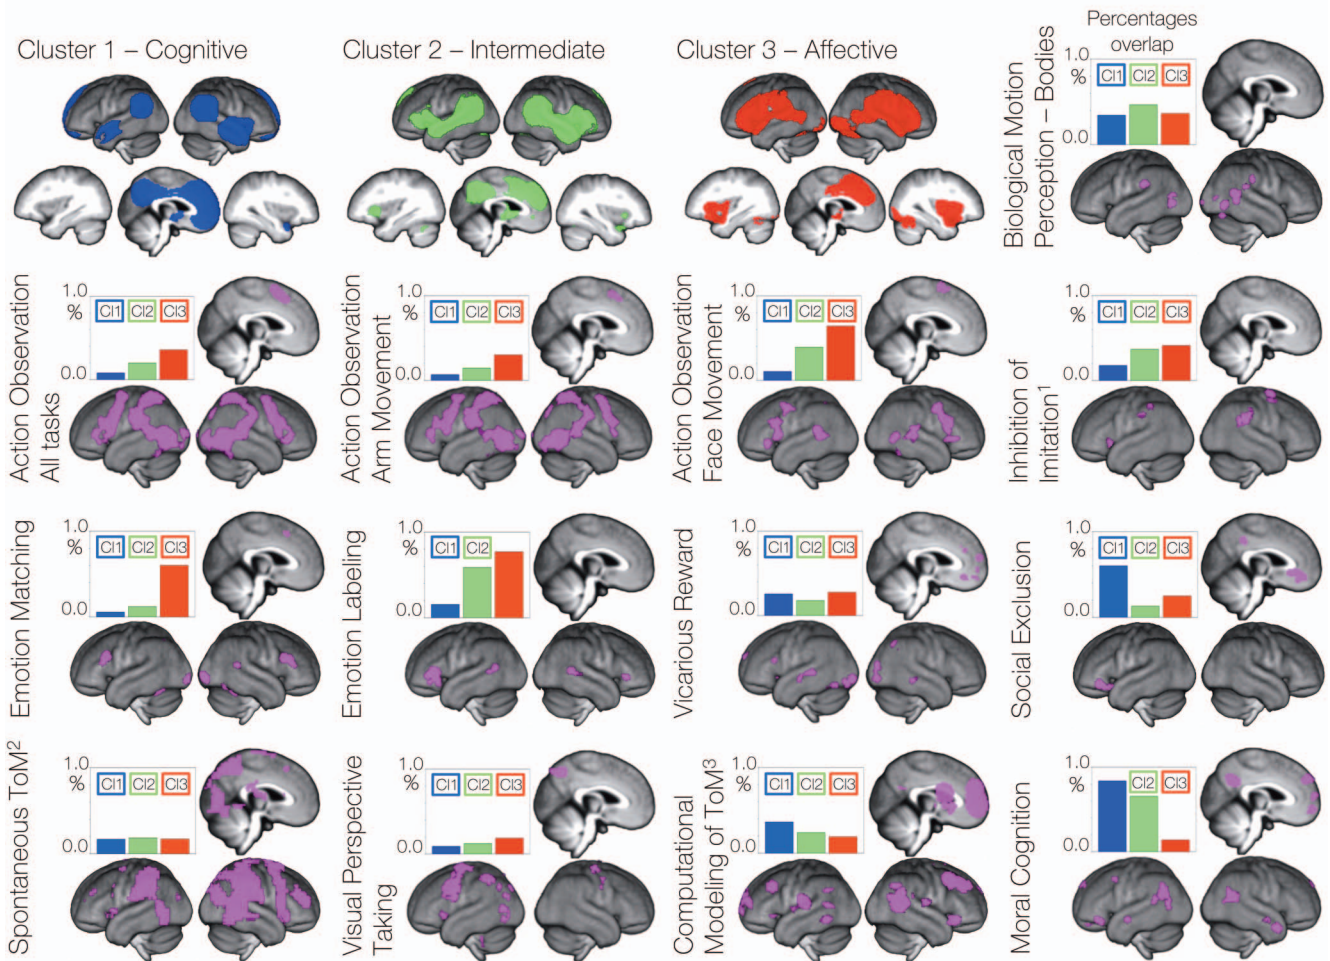 Cluster 1 – Cognitive
Cluster 2 – Intermediate
Cluster 3 – Affective
Biological Motion
Perception – Bodies
Percentages
overlap
1.0
%
Cl1 Cl2 Cl3
0.0
Action Observation
All tasks
1.0
%
Cl1 Cl2 Cl3
0.0
Action Observation
Arm Movement
1.0
%
Cl1 Cl2 Cl3
0.0
Action Observation
Face Movement
1.0
%
Cl1 Cl2 Cl3
0.0
Inhibition of
Imitation¹
1.0
%
Cl1 Cl2 Cl3
0.0
Emotion Matching
1.0
%
Cl1 Cl2 Cl3
0.0
Emotion Labeling
1.0
%
Cl1 Cl2 Cl3
0.0
Vicarious Reward
1.0
%
Cl1 Cl2 Cl3
0.0
Social Exclusion
1.0
%
Cl1 Cl2 Cl3
0.0
Spontaneous ToM²
1.0
%
Cl1 Cl2 Cl3
0.0
Visual Perspective
Taking
1.0
%
Cl1 Cl2 Cl3
0.0
Computational
Modeling of ToM³
1.0
%
Cl1 Cl2 Cl3
0.0
Moral Cognition
1.0
%
Cl2 Cl3
0.0